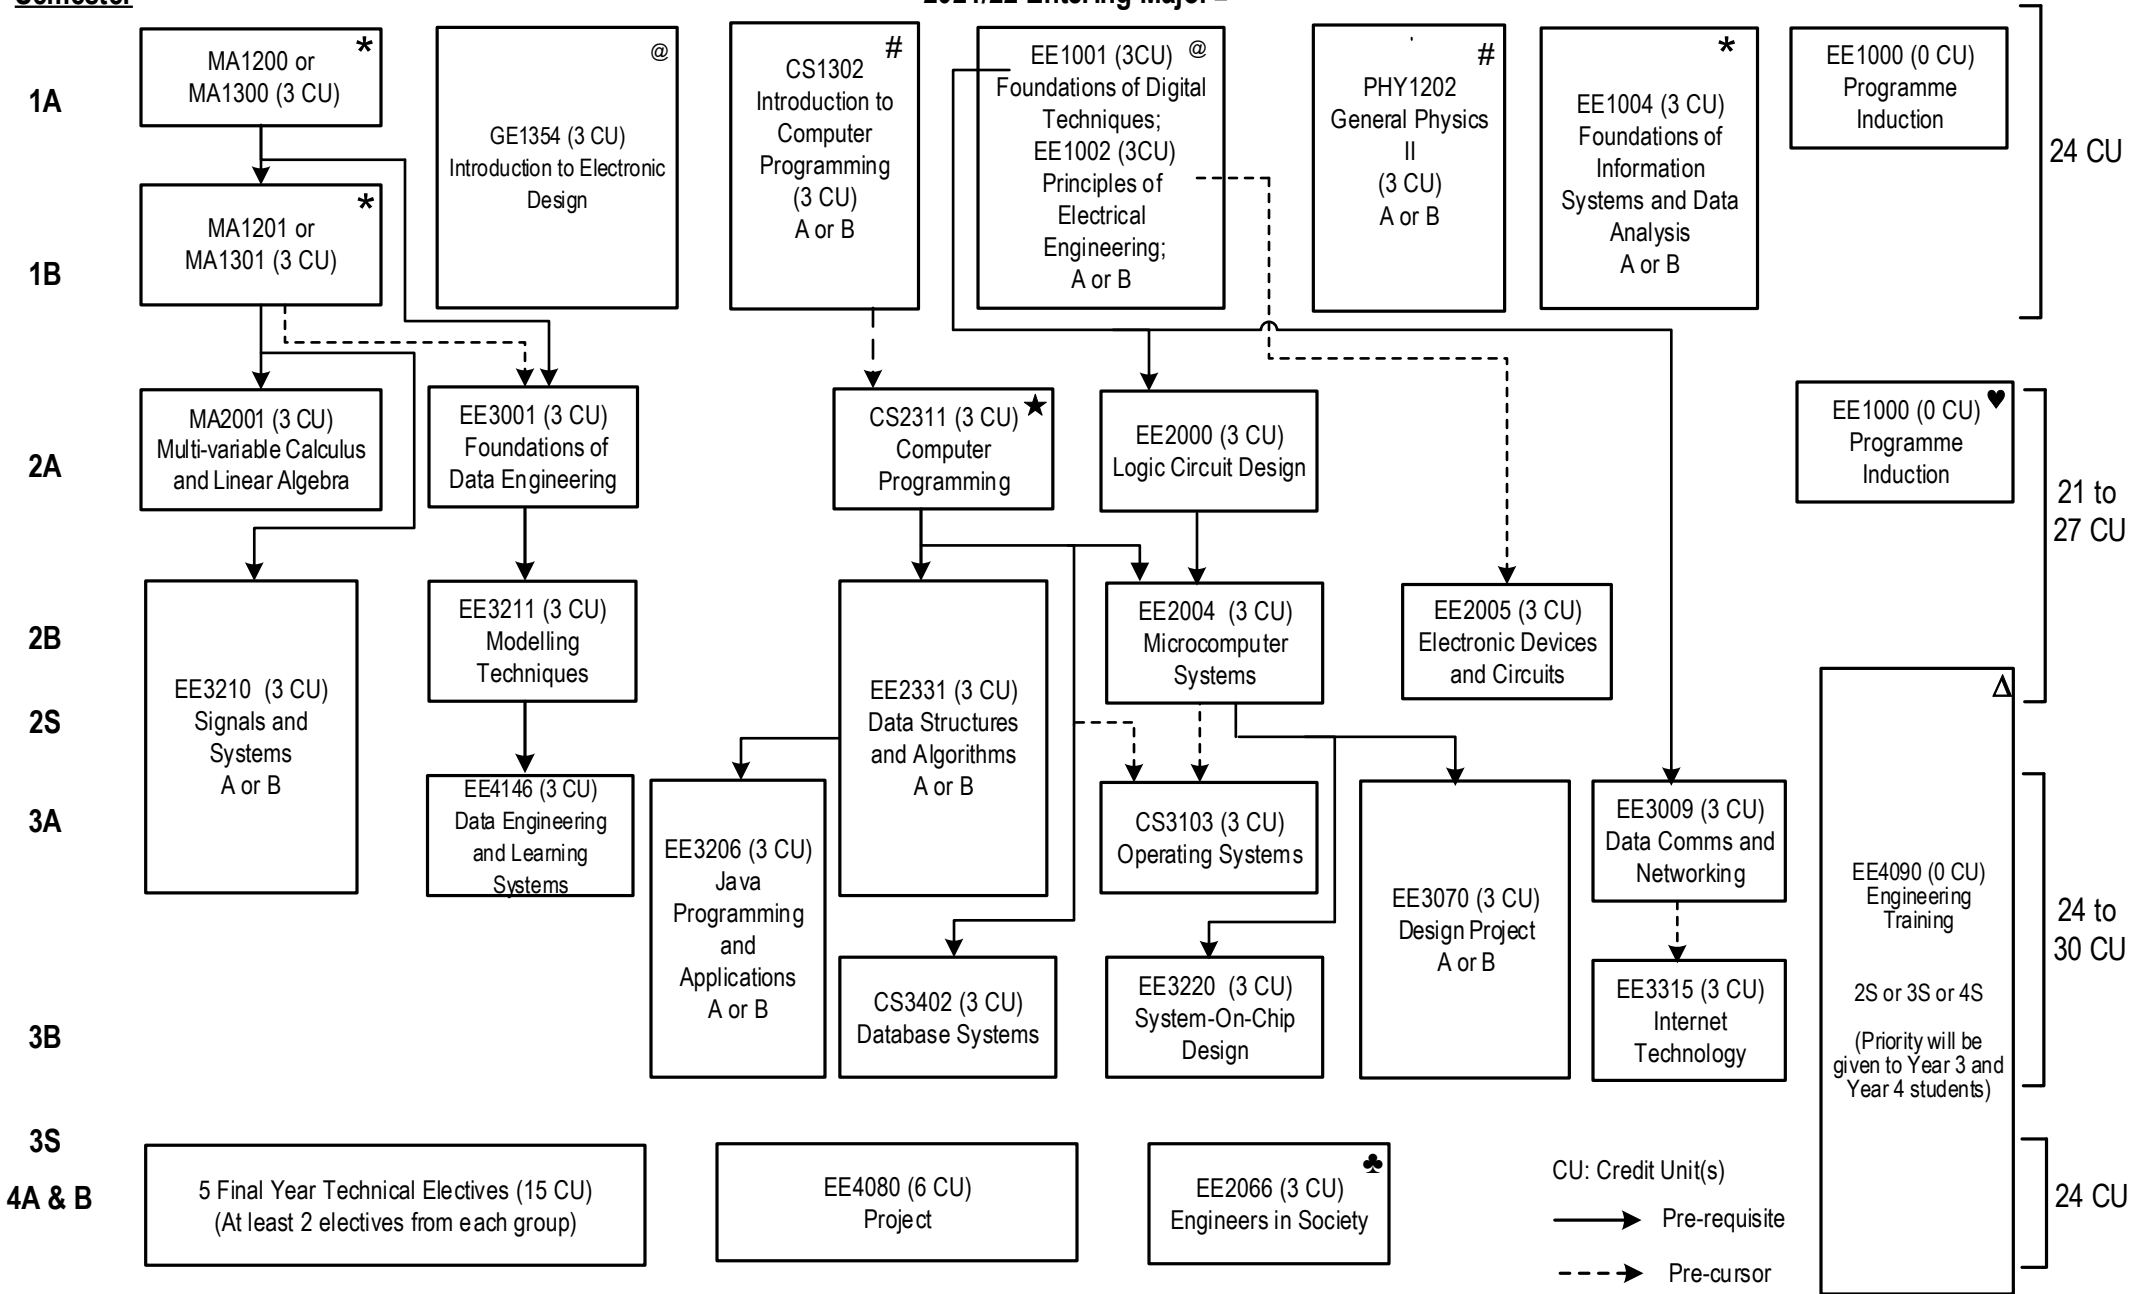 Semester
2021/22 Entering Major –
1A
MA1200 or
MA1300 (3 CU)
*
@
GE1354 (3 CU)
Introduction to Electronic
Design
#
CS1302
Introduction to
Computer
Programming
(3 CU)
A or B
EE1001 (3CU)
@
Foundations of Digital
Techniques;
EE1002 (3CU)
Principles of
Electrical
Engineering;
A or B
#
PHY1202
General Physics
II
(3 CU)
A or B
*
EE1004 (3 CU)
Foundations of
Information
Systems and Data
Analysis
A or B
EE1000 (0 CU)
Programme
Induction
24 CU
1B
MA1201 or
MA1301 (3 CU)
*
2A
MA2001 (3 CU)
Multi-variable Calculus
and Linear Algebra
EE3001 (3 CU)
Foundations of
Data Engineering
CS2311 (3 CU) ★
Computer
Programming
EE2000 (3 CU)
Logic Circuit Design
EE1000 (0 CU) ♥
Programme
Induction
21 to
27 CU
2B
2S
EE3210 (3 CU)
Signals and
Systems
A or B
EE3211 (3 CU)
Modelling
Techniques
EE2331 (3 CU)
Data Structures
and Algorithms
A or B
EE2004 (3 CU)
Microcomputer
Systems
EE2005 (3 CU)
Electronic Devices
and Circuits
3A
EE4146 (3 CU)
Data Engineering
and Learning
Systems
EE3206 (3 CU)
Java
Programming
and
Applications
A or B
CS3103 (3 CU)
Operating Systems
EE3070 (3 CU)
Design Project
A or B
EE3009 (3 CU)
Data Comms and
Networking
Δ
EE4090 (0 CU)
Engineering
Training
2S or 3S or 4S
(Priority will be
given to Year 3 and
Year 4 students)
24 to
30 CU
3B
CS3402 (3 CU)
Database Systems
EE3220 (3 CU)
System-On-Chip
Design
EE3315 (3 CU)
Internet
Technology
3S
4A & B
5 Final Year Technical Electives (15 CU)
(At least 2 electives from each group)
EE4080 (6 CU)
Project
♣
EE2066 (3 CU)
Engineers in Society
CU: Credit Unit(s)
Pre-requisite
Pre-cursor
24 CU